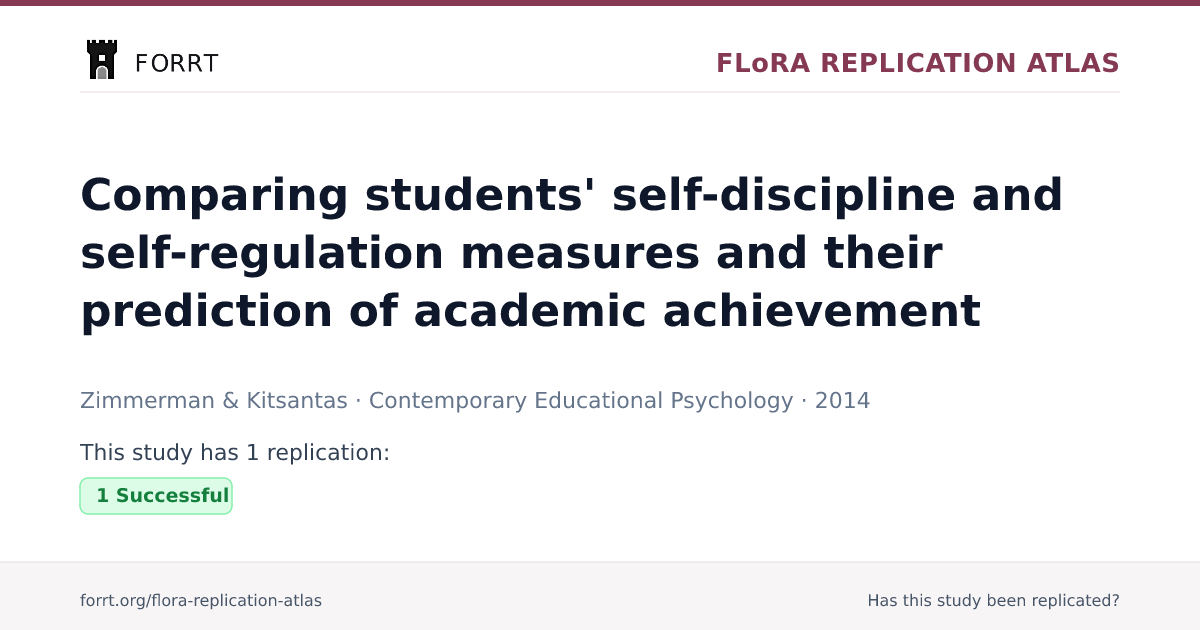 FORRT
FLoRA REPLICATION ATLAS
Comparing students' self-discipline and
self-regulation measures and their
prediction of academic achievement
Zimmerman & Kitsantas · Contemporary Educational Psychology · 2014
This study has 1 replication:
1 Successful
forrt.org/flora-replication-atlas
Has this study been replicated?